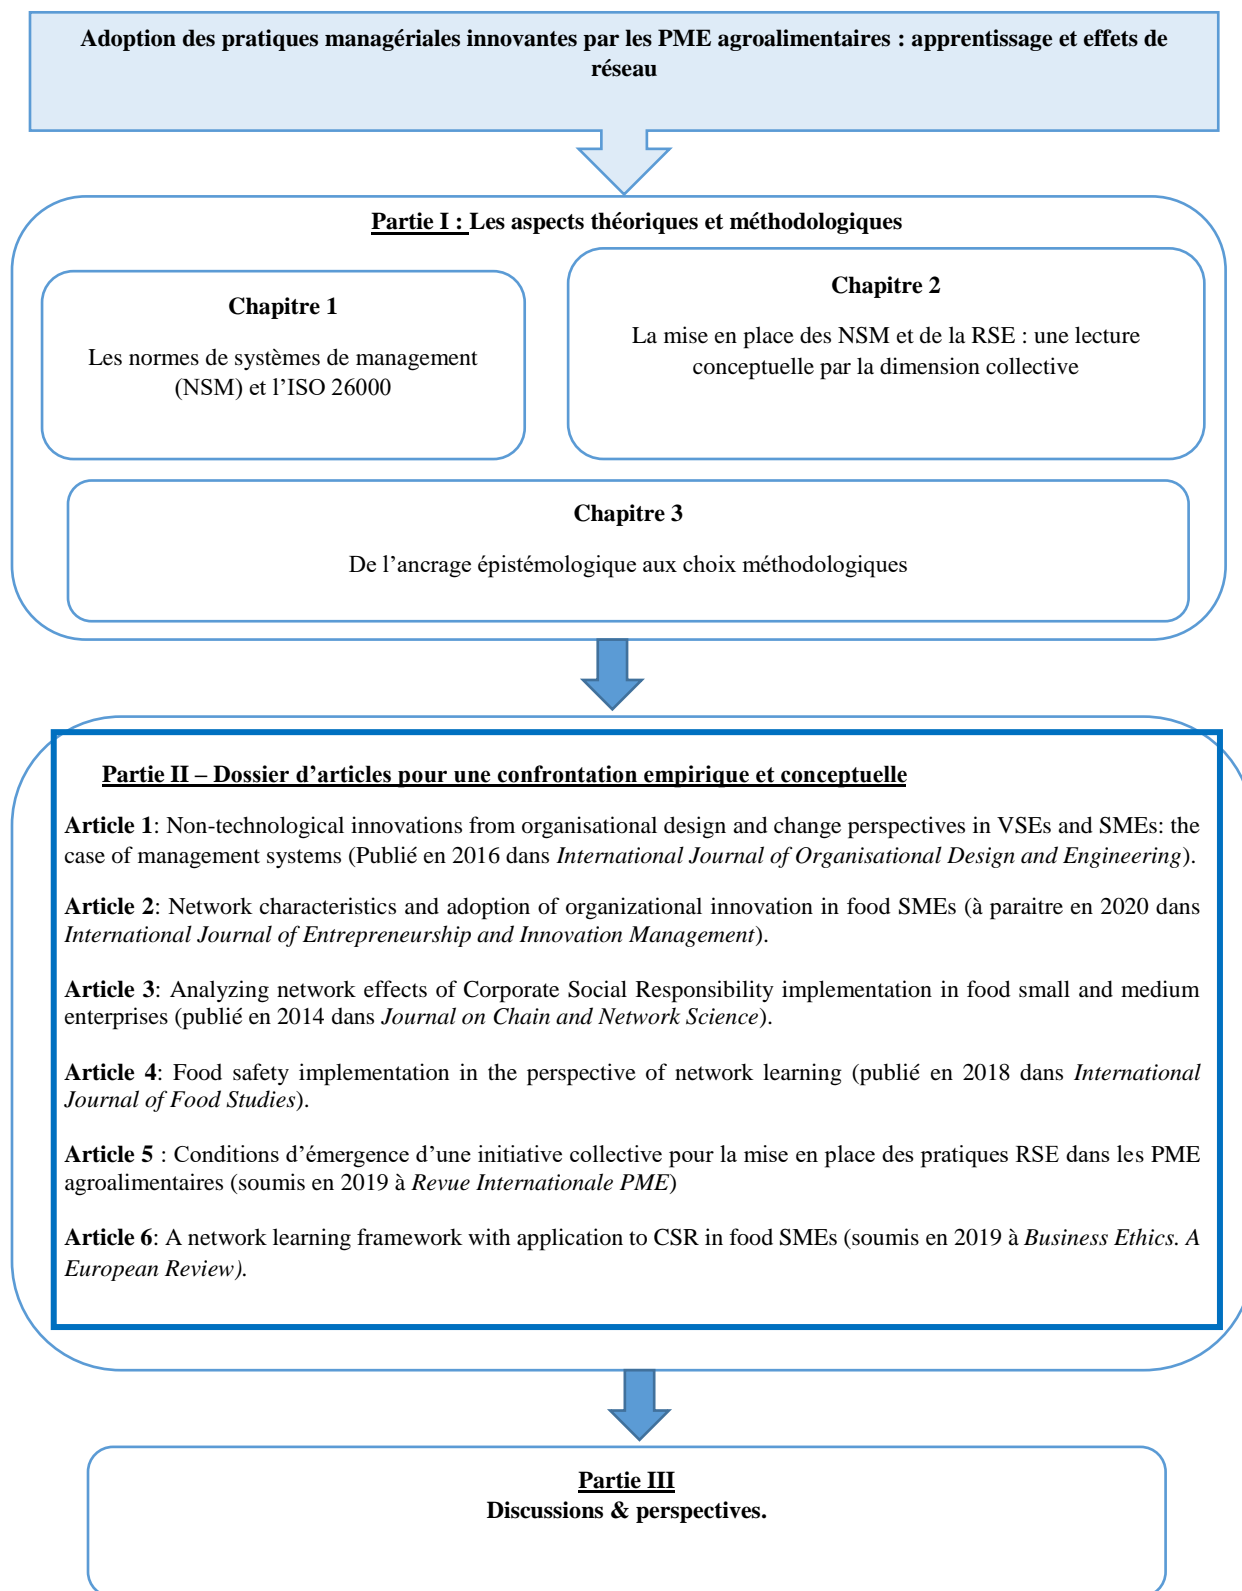 Adoption des pratiques managériales innovantes par les PME agroalimentaires : apprentissage et effets de
réseau
Partie I : Les aspects théoriques et méthodologiques
Chapitre 1
Les normes de systèmes de management
(NSM) et l’ISO 26000
Chapitre 2
La mise en place des NSM et de la RSE : une lecture
conceptuelle par la dimension collective
Chapitre 3
De l’ancrage épistémologique aux choix méthodologiques
Partie II – Dossier d’articles pour une confrontation empirique et conceptuelle
Article 1: Non-technological innovations from organisational design and change perspectives in VSEs and SMEs: the
case of management systems (Publié en 2016 dans International Journal of Organisational Design and Engineering).
Article 2: Network characteristics and adoption of organizational innovation in food SMEs (à paraitre en 2020 dans
International Journal of Entrepreneurship and Innovation Management).
Article 3: Analyzing network effects of Corporate Social Responsibility implementation in food small and medium
enterprises (publié en 2014 dans Journal on Chain and Network Science).
Article 4: Food safety implementation in the perspective of network learning (publié en 2018 dans International
Journal of Food Studies).
Article 5 : Conditions d’émergence d’une initiative collective pour la mise en place des pratiques RSE dans les PME
agroalimentaires (soumis en 2019 à Revue Internationale PME)
Article 6: A network learning framework with application to CSR in food SMEs (soumis en 2019 à Business Ethics. A
European Review).
Partie III
Discussions & perspectives.